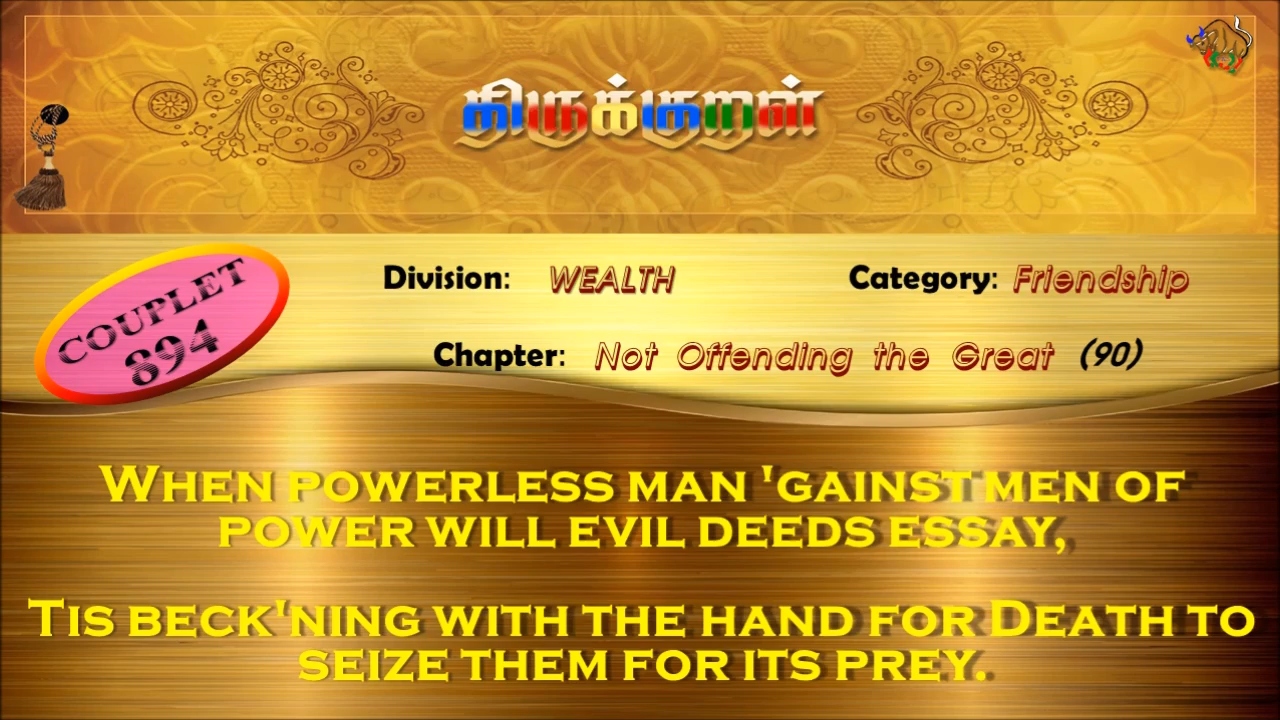 திருக்குறள்
COUPLET
894
Division: WEALTH
Category: Friendship
Chapter: Not Offending the Great (90)
When powerless man 'gainst men of
power will evil deeds essay,
Tis beck'ning with the hand for Death to
seize them for its prey.